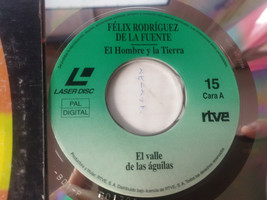 FÉLIX RODRÍGUEZ
DE LA FUENTE
El Hombre y la Tierra
LASER DISC
PAL
DIGITAL
15
Cara A
rtve
El valle
de las águilas